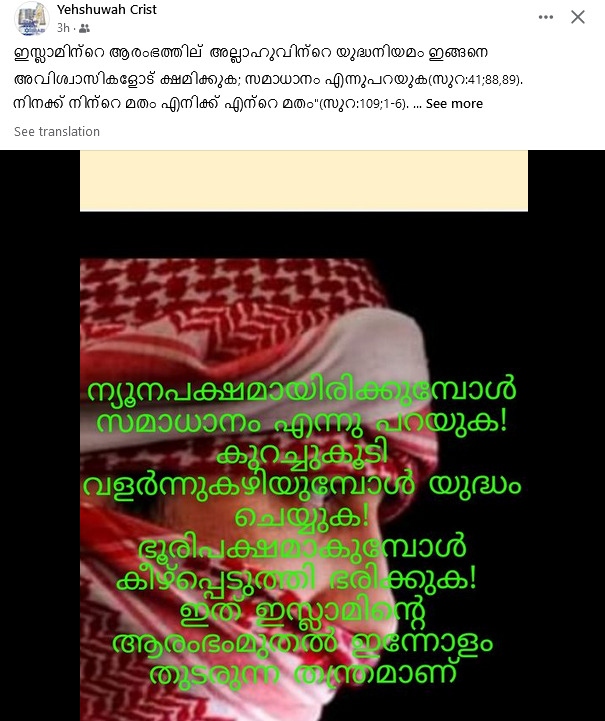 Yehshuwah Crist
3h ·
ഇസ്ലാമിന്റെ ആരംഭത്തില് അല്ലാഹുവിന്റെ യുദ്ധനിയമം ഇങ്ങനെ
അവിശ്വാസികളോട് ക്ഷമിക്കുക; സമാധാനം എന്നുപറയുക(സുറ:41;88,89).
നിനക്ക് നിന്റെ മതം എനിക്ക് എന്റെ മതം"(സുറ:109;1-6). ... See more
See translation
ന്യൂനപക്ഷമായിരിക്കുമ്പോൾ
സമാധാനം എന്നു പറയുക!
കുറച്ചുകൂടി
വളർന്നുകഴിയുമ്പോൾ യുദ്ധം
ചെയ്യുക!
ഭൂരിപക്ഷമാകുമ്പോൾ
കീഴ്പ്പെടുത്തി ഭരിക്കുക!
ഇത് ഇസ്ലാമിന്റെ
ആരംഭംമുതൽ ഇന്നോളം
തുടരുന്ന തന്ത്രമാണ്